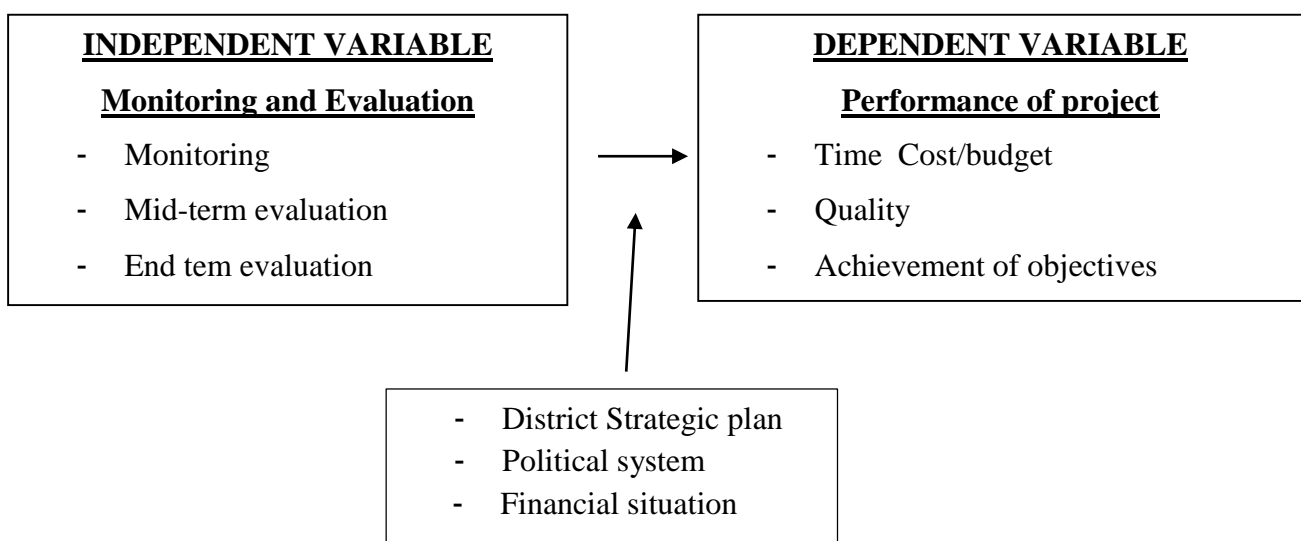 INDEPENDENT VARIABLE
Monitoring and Evaluation
- Monitoring
- Mid-term evaluation
- End tem evaluation
DEPENDENT VARIABLE
Performance of project
- Time Cost/budget
- Quality
- Achievement of objectives
- District Strategic plan
- Political system
- Financial situation